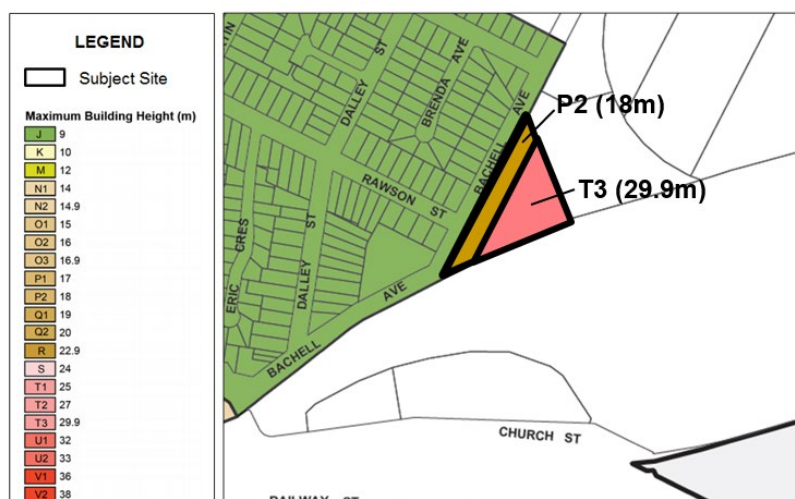 LEGEND
Subject Site
Maximum Building Height (m)
J 9
K 10
M 12
N1 14
N2 14.9
O1 15
O2 16
O3 16.9
P1 17
P2 18
Q1 19
Q2 20
R 22.9
S 24
T1 25
T2 27
T3 29.9
U1 32
U2 33
V1 36
V2 38
DALLEY ST
BRENDA AVE
BACHELL AVE
P2 (18m)
T3 (29.9m)
RAWSON ST
ERIC CRES
DALLEY ST
BACHELL AVE
CHURCH ST
RAILWAY ST